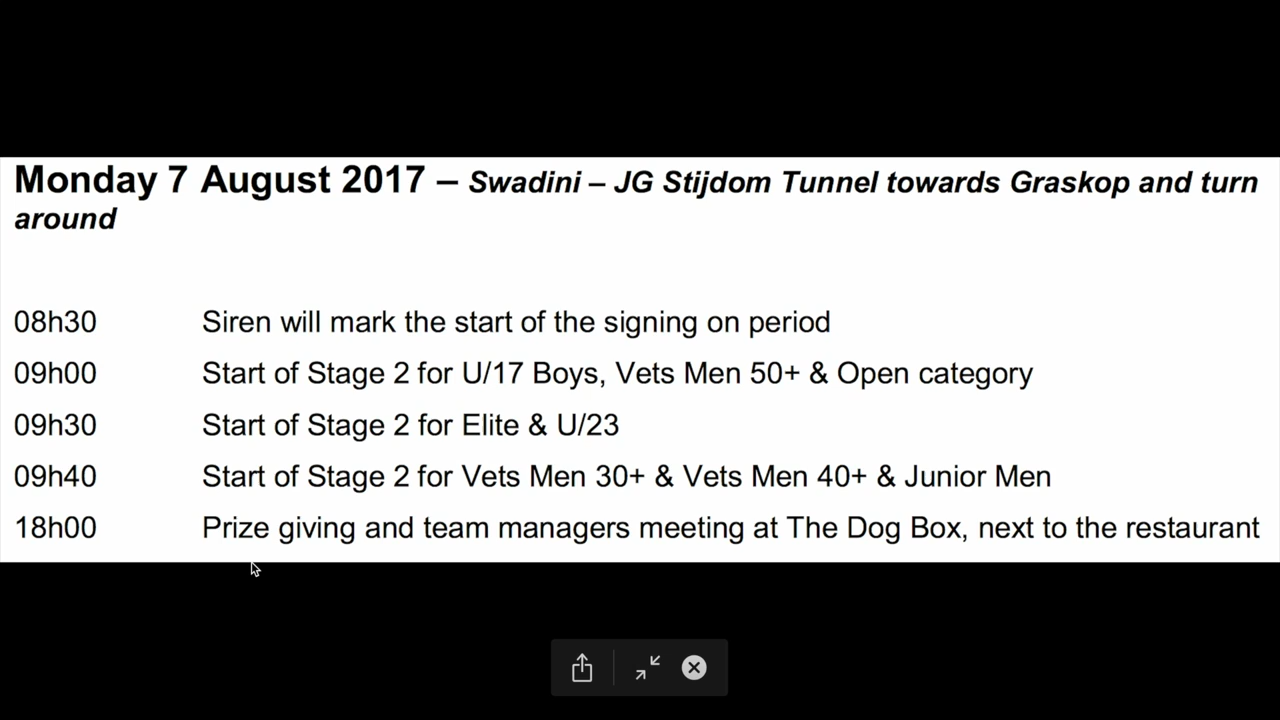 Monday 7 August 2017 – Swadini – JG Stijdom Tunnel towards Graskop and turn
around
08h30 Siren will mark the start of the signing on period
09h00 Start of Stage 2 for U/17 Boys, Vets Men 50+ & Open category
09h30 Start of Stage 2 for Elite & U/23
09h40 Start of Stage 2 for Vets Men 30+ & Vets Men 40+ & Junior Men
18h00 Prize giving and team managers meeting at The Dog Box, next to the restaurant